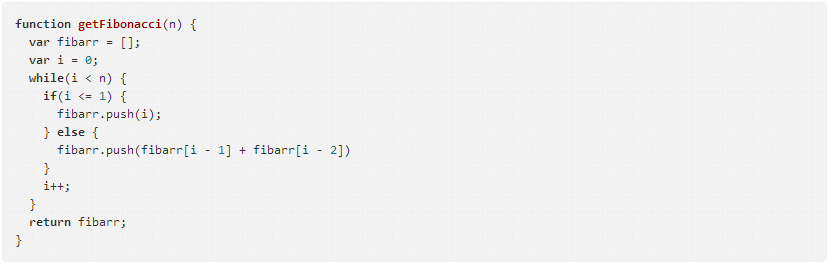 function getFibonacci(n) {
  var fibarr = [];
  var i = 0;
  while(i < n) {
    if(i <= 1) {
      fibarr.push(i);
    } else {
      fibarr.push(fibarr[i - 1] + fibarr[i - 2])
    }
    i++;
  }
  return fibarr;
}